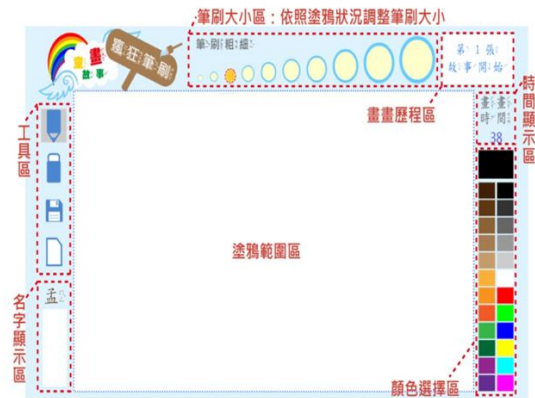 筆刷大小區：依照塗鴉狀況調整筆刷大小
童畫
故事
瘋狂筆刷
筆刷粗細：
第 1 張
故事開始
畫畫歷程區
時間顯示區
畫畫
時間
38
工具區
塗鴉範圍區
孟
名字顯示區
顏色選擇區